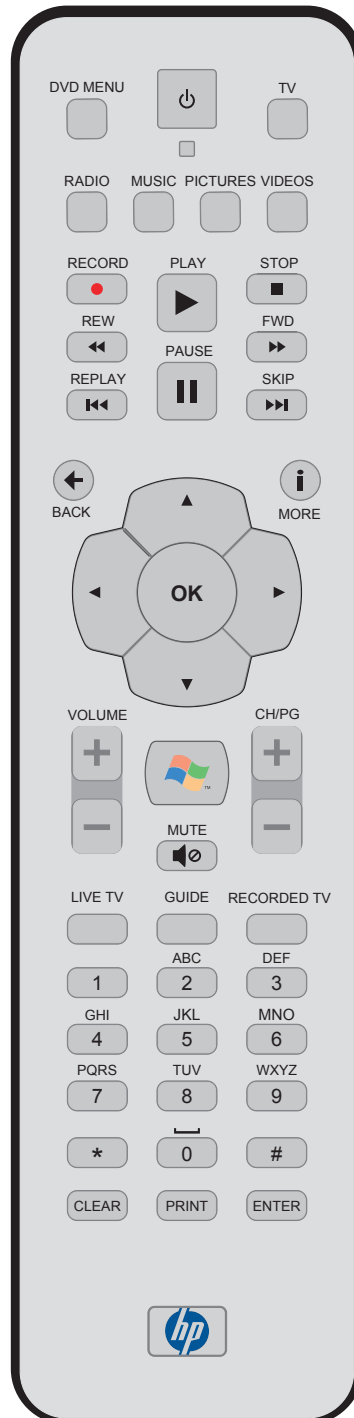 DVD MENU TV
RADIO MUSIC PICTURES VIDEOS
RECORD PLAY STOP
REW FWD
PAUSE
REPLAY SKIP
i
BACK MORE
OK
VOLUME CH/PG
+ +
TM
− −
MUTE
LIVE TV GUIDE RECORDED TV
ABC DEF
1 2 3
GHI JKL MNO
4 5 6
PQRS TUV WXYZ
7 8 9
* 0 #
CLEAR PRINT ENTER
hp